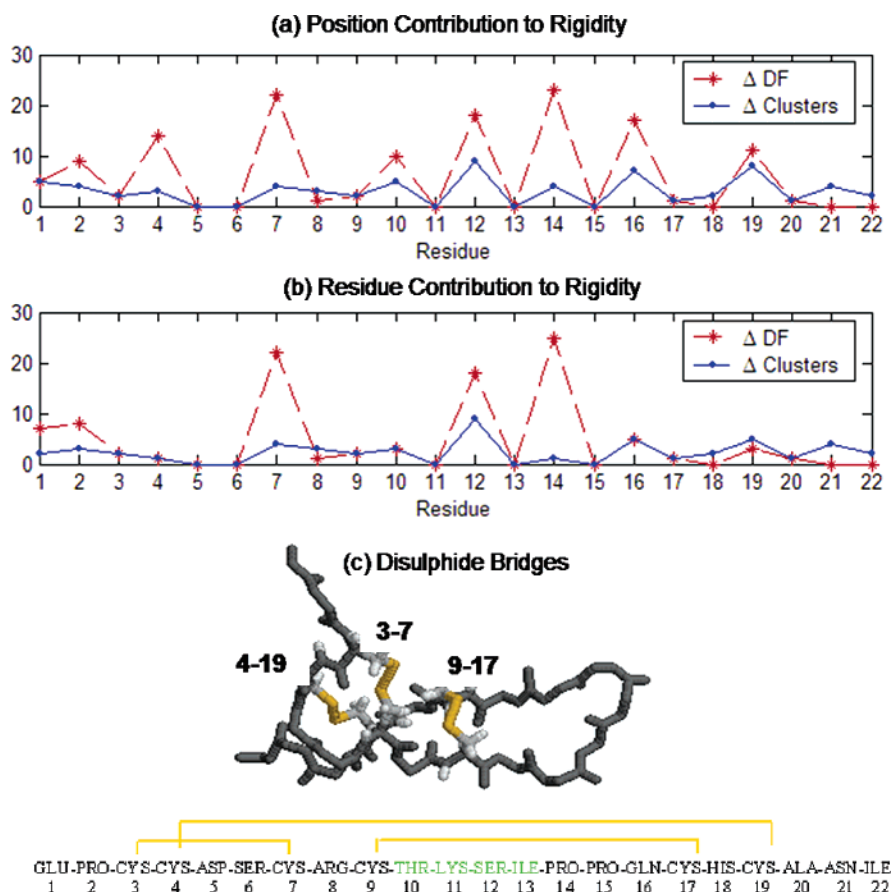 (a) Position Contribution to Rigidity
30
20
10
0
Δ DF
Δ Clusters
1 2 3 4 5 6 7 8 9 10 11 12 13 14 15 16 17 18 19 20 21 22
Residue
(b) Residue Contribution to Rigidity
30
20
10
0
Δ DF
Δ Clusters
1 2 3 4 5 6 7 8 9 10 11 12 13 14 15 16 17 18 19 20 21 22
Residue
(c) Disulphide Bridges
3-7
4-19 9-17
GLU-PRO-CYS-CYS-ASP-SER-CYS-ARG-CYS-THR-LYS-SER-ILE-PRO-PRO-GLN-CYS-HIS-CYS-ALA-ASN-ILE
1 2 3 4 5 6 7 8 9 10 11 12 13 14 15 16 17 18 19 20 21 22